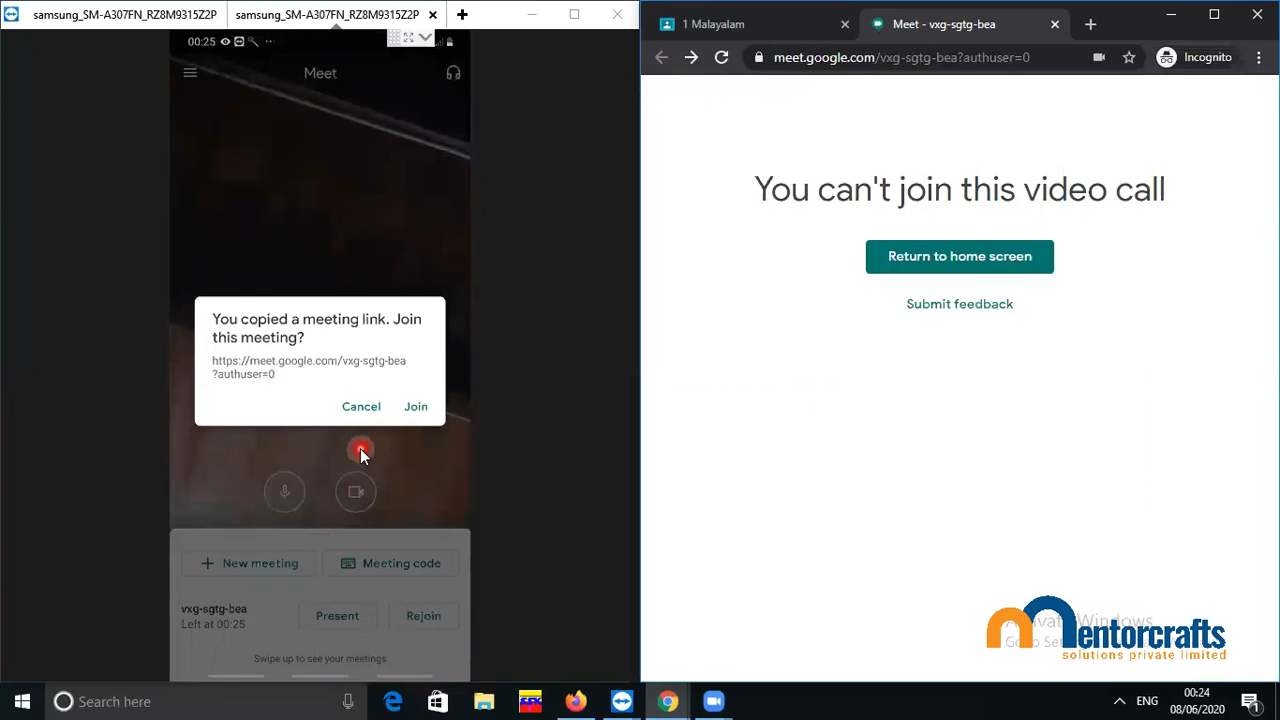 samsung_SM-A307FN_RZ8M9315Z2P
samsung_SM-A307FN_RZ8M9315Z2P
00:25
Meet
You copied a meeting link. Join
this meeting?
https://meet.google.com/vxg-sgtg-bea
?authuser=0
Cancel
Join
New meeting
Meeting code
vxg-sgtg-bea
Left at 00:25
Present
Rejoin
Swipe up to see your meetings
1 Malayalam
Meet - vxg-sgtg-bea
meet.google.com/vxg-sgtg-bea?authuser=0
Incognito
You can't join this video call
Return to home screen
Submit feedback
Mentorcrafts
solutions private limited
Search here
ENG
00:24
08/06/2020